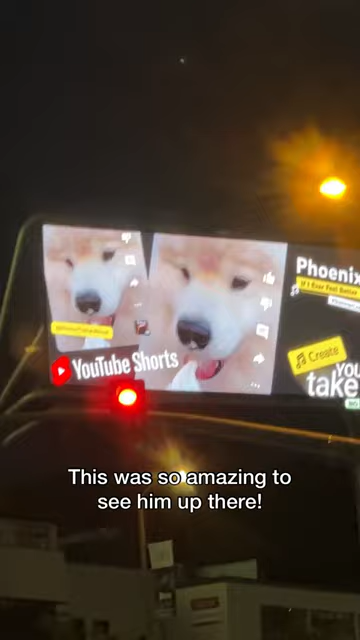 Phoenix
If I Ever Feel Better
YouTube Shorts
Create
YOU
take
This was so amazing to
see him up there!